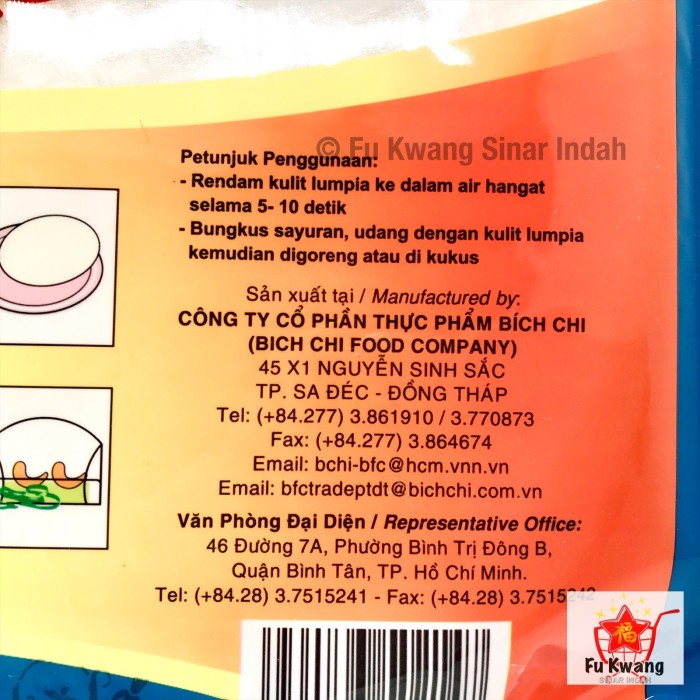 © Fu Kwang Sinar Indah
Petunjuk Penggunaan:
- Rendam kulit lumpia ke dalam air hangat
selama 5- 10 detik
- Bungkus sayuran, udang dengan kulit lumpia
kemudian digoreng atau di kukus
Sản xuất tại / Manufactured by:
CÔNG TY CỔ PHẦN THỰC PHẨM BÍCH CHI
(BICH CHI FOOD COMPANY)
45 X1 NGUYỄN SINH SẮC
TP. SA ĐÉC - ĐỒNG THÁP
Tel: (+84.277) 3.861910 / 3.770873
Fax: (+84.277) 3.864674
Email: bchi-bfc@hcm.vnn.vn
Email: bfctradeptdt@bichchi.com.vn
Văn Phòng Đại Diện / Representative Office:
46 Đường 7A, Phường Bình Trị Đông B,
Quận Bình Tân, TP. Hồ Chí Minh.
Tel: (+84.28) 3.7515241 - Fax: (+84.28) 3.7515242
福
Fu Kwang
SINAR INDAH